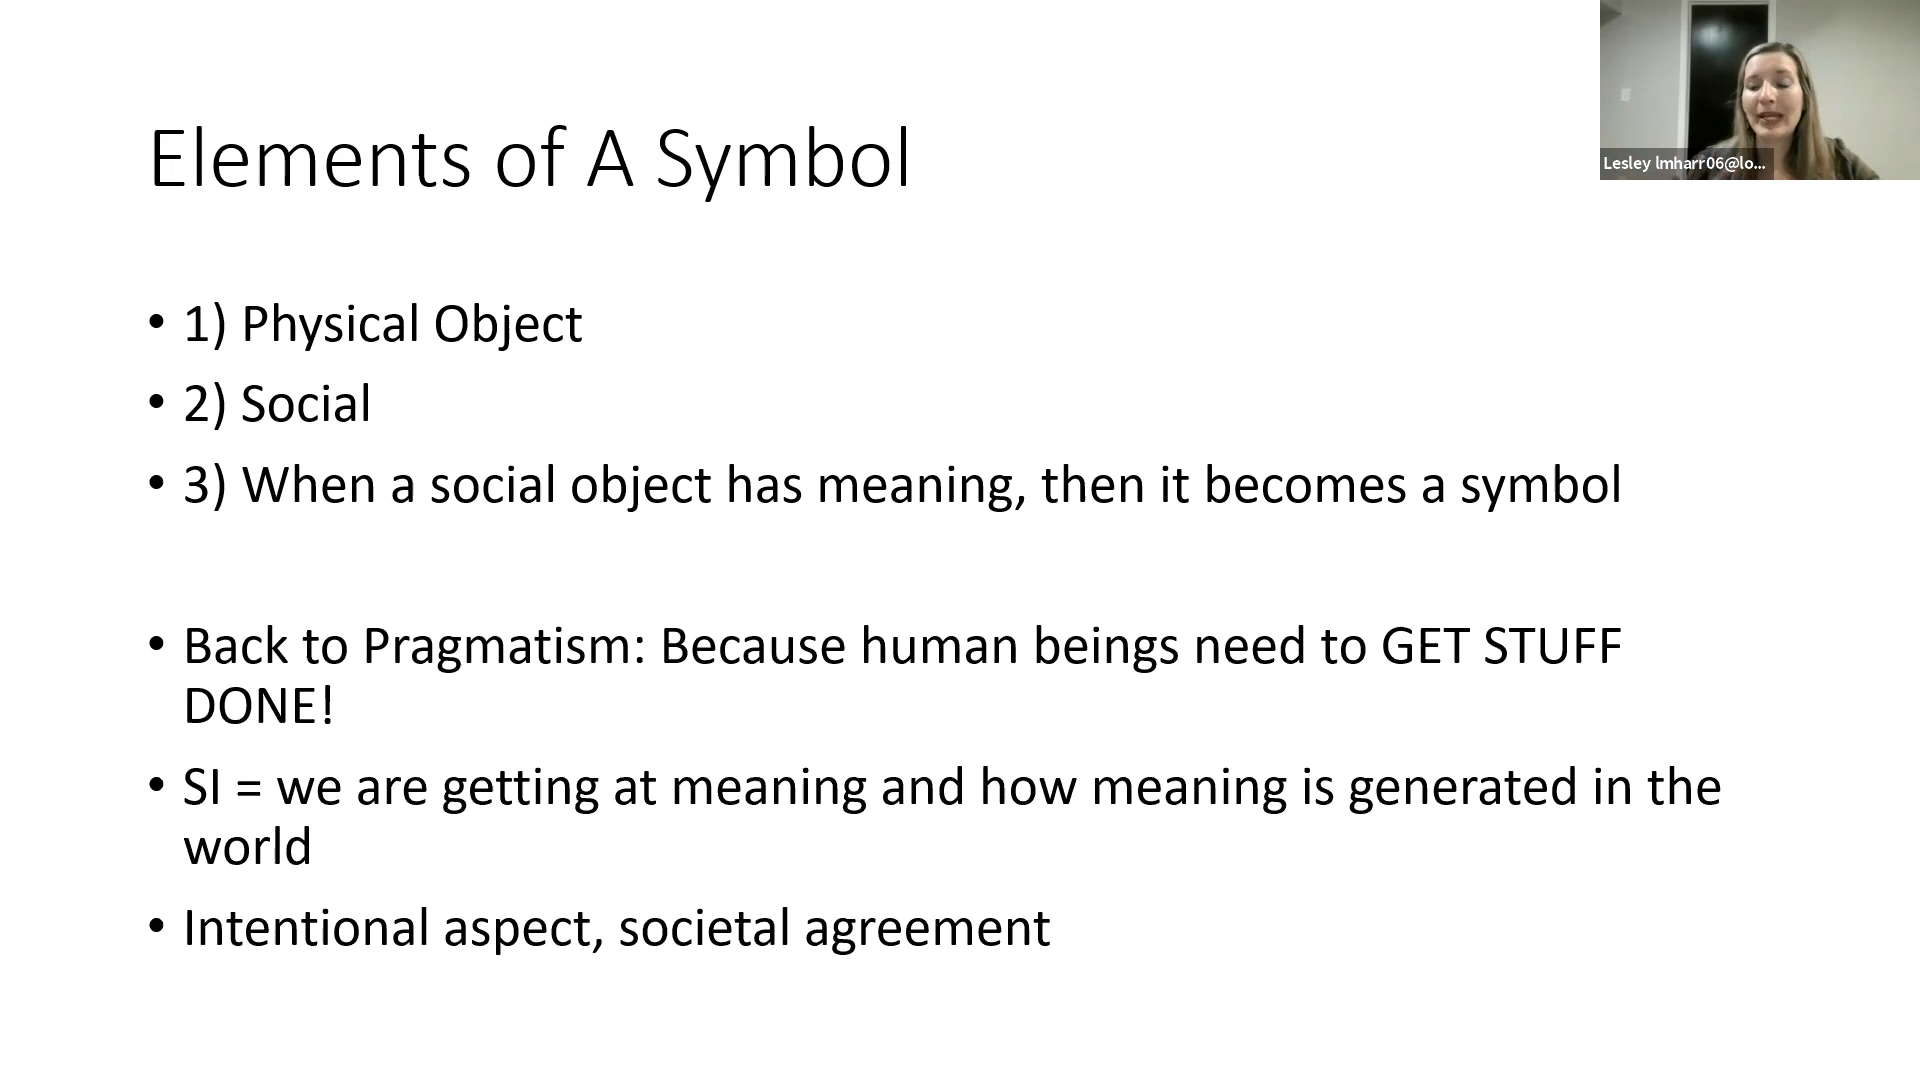 Elements of A Symbol
Lesley lmharr06@lo...
• 1) Physical Object
• 2) Social
• 3) When a social object has meaning, then it becomes a symbol
• Back to Pragmatism: Because human beings need to GET STUFF
DONE!
• SI = we are getting at meaning and how meaning is generated in the
world
• Intentional aspect, societal agreement